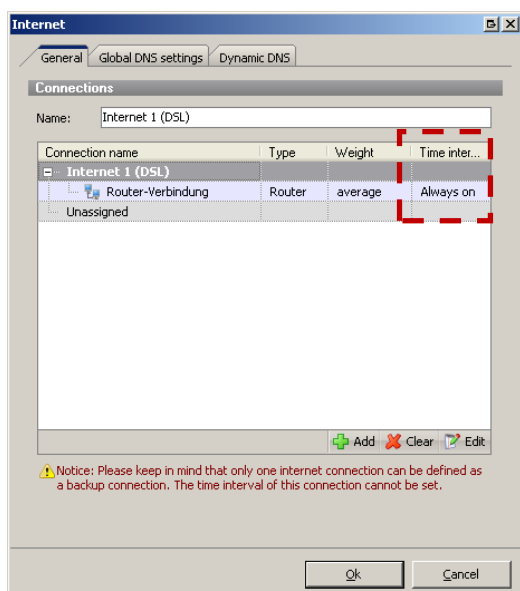 Internet
General Global DNS settings Dynamic DNS
Connections
Name: Internet 1 (DSL)
Connection name Type Weight Time inter...
Internet 1 (DSL)
Router-Verbindung Router average Always on
Unassigned
Add Clear Edit
Notice: Please keep in mind that only one internet connection can be defined as
a backup connection. The time interval of this connection cannot be set.
Ok Cancel